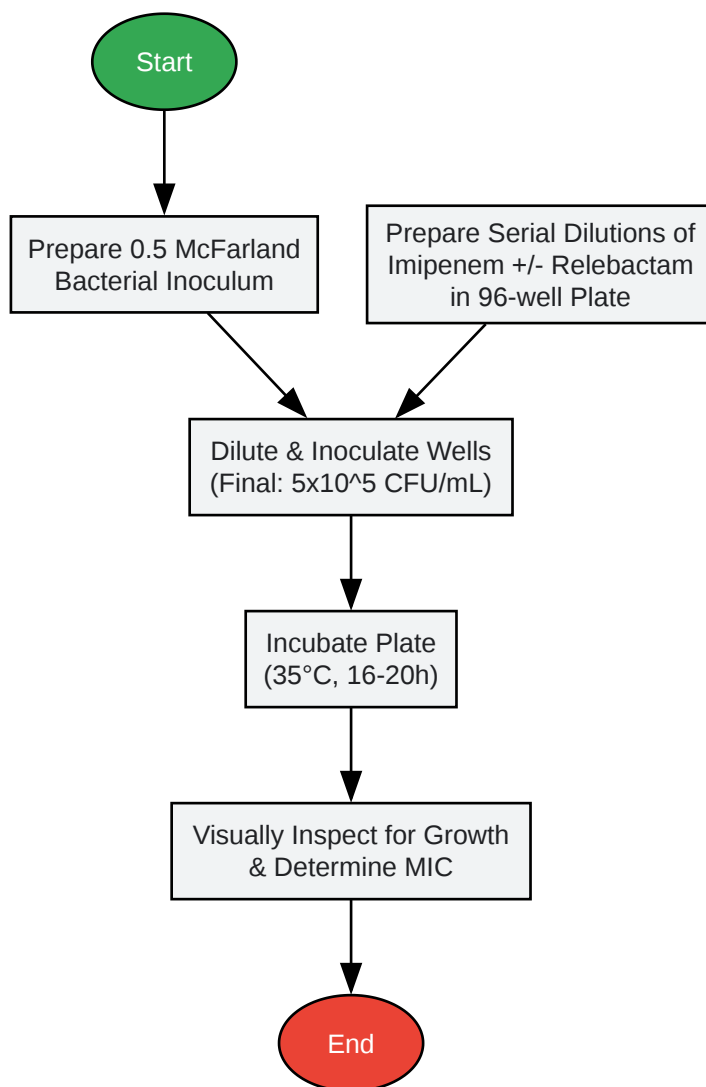 Start
Prepare 0.5 McFarland
Bacterial Inoculum
Prepare Serial Dilutions of
Imipenem +/- Relebactam
in 96-well Plate
Dilute & Inoculate Wells
(Final: 5x10^5 CFU/mL)
Incubate Plate
(35°C, 16-20h)
Visually Inspect for Growth
& Determine MIC
End